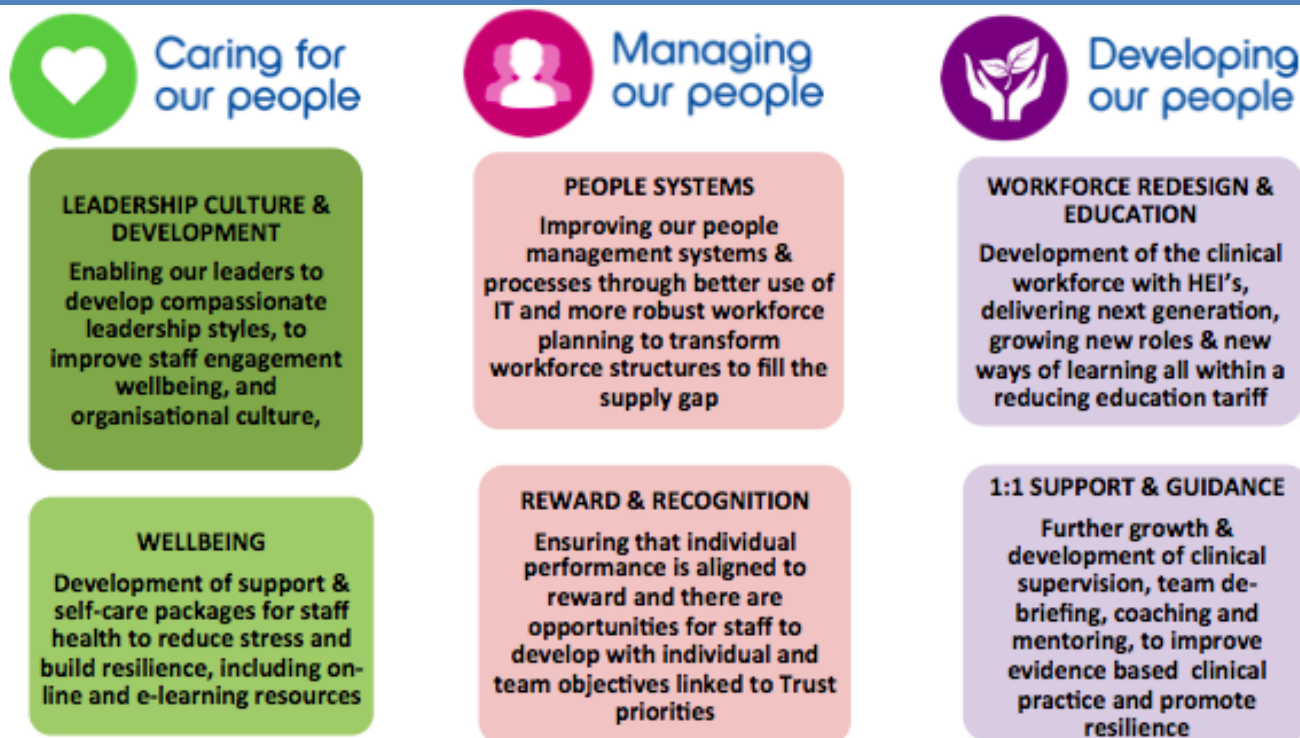 Caring for
our people
LEADERSHIP CULTURE &
DEVELOPMENT
Enabling our leaders to
develop compassionate
leadership styles, to
improve staff engagement
wellbeing, and
organisational culture,
WELLBEING
Development of support &
self-care packages for staff
health to reduce stress and
build resilience, including on-
line and e-learning resources
Managing
our people
PEOPLE SYSTEMS
Improving our people
management systems &
processes through better use of
IT and more robust workforce
planning to transform
workforce structures to fill the
supply gap
REWARD & RECOGNITION
Ensuring that individual
performance is aligned to
reward and there are
opportunities for staff to
develop with individual and
team objectives linked to Trust
priorities
Developing
our people
WORKFORCE REDESIGN &
EDUCATION
Development of the clinical
workforce with HEI's,
delivering next generation,
growing new roles & new
ways of learning all within a
reducing education tariff
1:1 SUPPORT & GUIDANCE
Further growth &
development of clinical
supervision, team de-
briefing, coaching and
mentoring, to improve
evidence based clinical
practice and promote
resilience